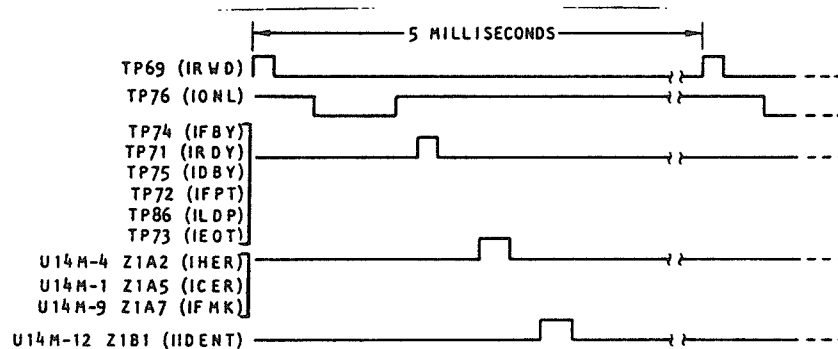 5 MILLISECONDS
TP69 (IRWD)
TP76 (IONL)
TP74 (IFBY)
TP71 (IRDY)
TP75 (IDBY)
TP72 (IFPT)
TP86 (ILDP)
TP73 (IEOT)
U14M-4 Z1A2 (IHER)
U14M-1 Z1A5 (ICER)
U14M-9 Z1A7 (IFMK)
U14M-12 Z1B1 (IIDENT)